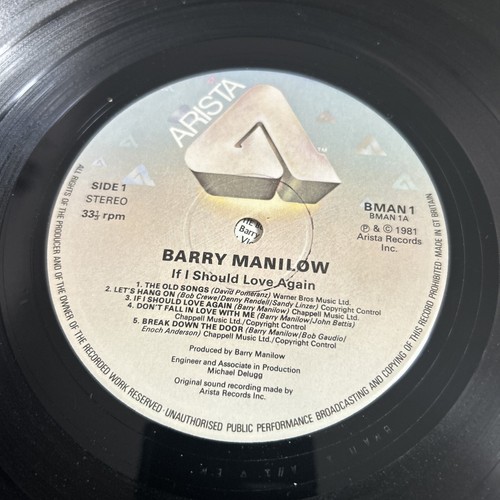 ARISTA
TM
SIDE 1
STEREO
33⅓ rpm
BMAN 1
BMAN 1A
Ⓟ & © 1981
Arista Records
Inc.
BARRY MANILOW
If I Should Love Again
1. THE OLD SONGS (David Pomeranz) Warner Bros Music Ltd.
2. LET'S HANG ON (Bob Crewe/Denny Rendell/Sandy Linzer) Copyright Control
3. IF I SHOULD LOVE AGAIN (Barry Manilow) Chappell Music Ltd.
4. DON'T FALL IN LOVE WITH ME (Barry Manilow/John Bettis)
Chappell Music Ltd./Copyright Control
5. BREAK DOWN THE DOOR (Barry Manilow/Bob Gaudio/
Enoch Anderson) Chappell Music Ltd./Copyright Control
Produced by Barry Manilow
Engineer and Associate in Production
Michael Delugg
Original sound recording made by
Arista Records Inc.
ALL RIGHTS OF THE PRODUCER AND OF THE OWNER OF THE RECORDED WORK RESERVED · UNAUTHORISED PUBLIC PERFORMANCE BROADCASTING AND COPYING OF THIS RECORD PROHIBITED · MADE IN GT BRITAIN
Barry